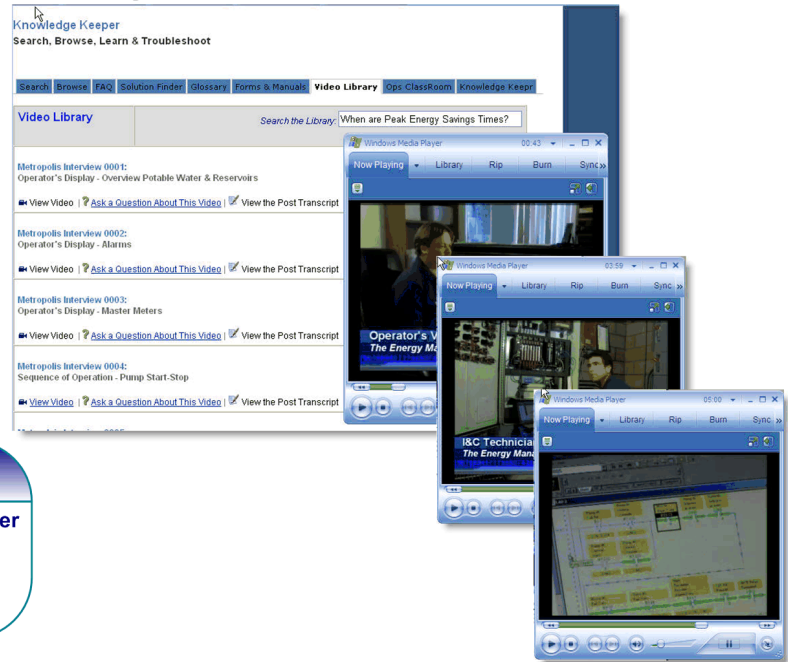 Knowledge Keeper
Search, Browse, Learn & Troubleshoot
Search Browse FAQ Solution Finder Glossary Forms & Manuals Video Library Ops ClassRoom Knowledge Keepr
Video Library
Search the Library: When are Peak Energy Savings Times?
Metropolis Interview 0001:
Operator's Display - Overview Potable Water & Reservoirs
View Video | ? Ask a Question About This Video | View the Post Transcript
Metropolis Interview 0002:
Operator's Display - Alarms
View Video | ? Ask a Question About This Video | View the Post Transcript
Metropolis Interview 0003:
Operator's Display - Master Meters
View Video | ? Ask a Question About This Video | View the Post Transcript
Metropolis Interview 0004:
Sequence of Operation - Pump Start-Stop
View Video | ? Ask a Question About This Video | View the Post Transcript
Windows Media Player 00:43
Now Playing Library Rip Burn Sync »
Operator's V
The Energy Ma
Windows Media Player 03:59
Now Playing Library Rip Burn Sync »
I&C Technicia
The Energy Mana
Windows Media Player 05:00
Now Playing Library Rip Burn Sync »
er